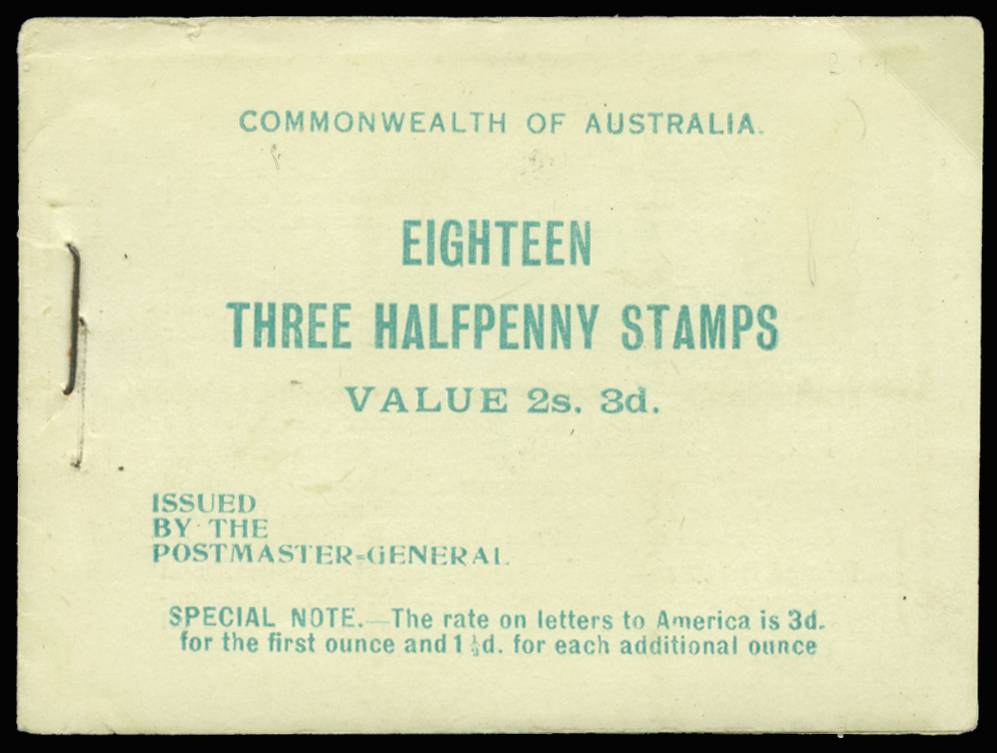 COMMONWEALTH OF AUSTRALIA.
EIGHTEEN
THREE HALFPENNY STAMPS
VALUE 2s. 3d.
ISSUED
BY THE
POSTMASTER-GENERAL
SPECIAL NOTE.—The rate on letters to America is 3d.
for the first ounce and 1½d. for each additional ounce